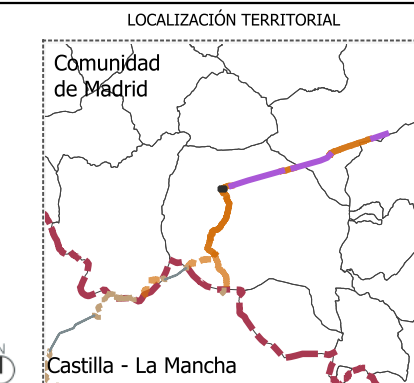 LOCALIZACIÓN TERRITORIAL
Comunidad
de Madrid
N
Castilla - La Mancha